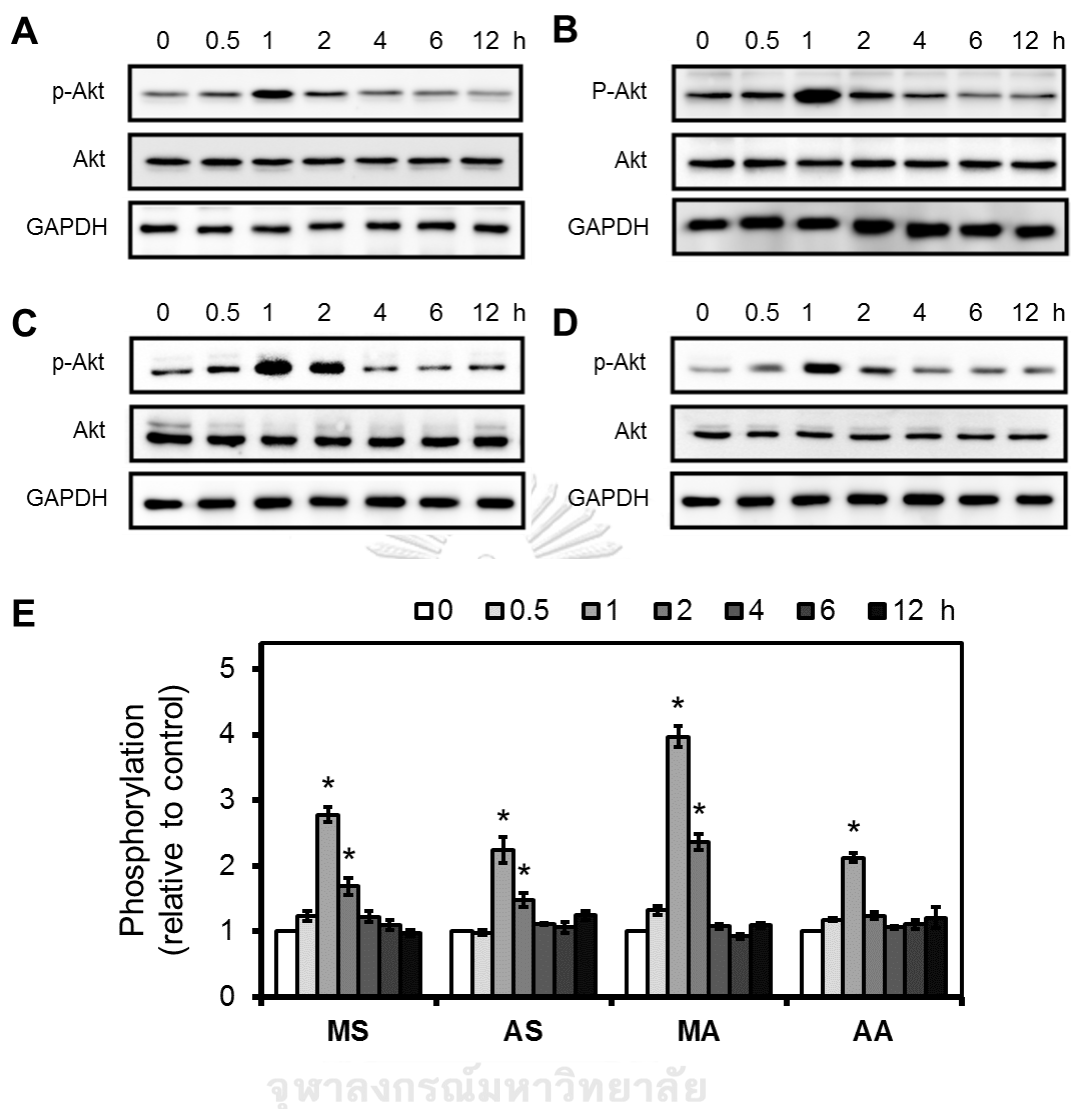 A
0 0.5 1 2 4 6 12 h
p-Akt
Akt
GAPDH
B
0 0.5 1 2 4 6 12 h
P-Akt
Akt
GAPDH
C
0 0.5 1 2 4 6 12 h
p-Akt
Akt
GAPDH
D
0 0.5 1 2 4 6 12 h
p-Akt
Akt
GAPDH
E
0 0.5 1 2 4 6 12 h
Phosphorylation
(relative to control)
5
4
3
2
1
0
* * * * * * *
MS AS MA AA
จุฬาลงกรณ์มหาวิทยาลัย